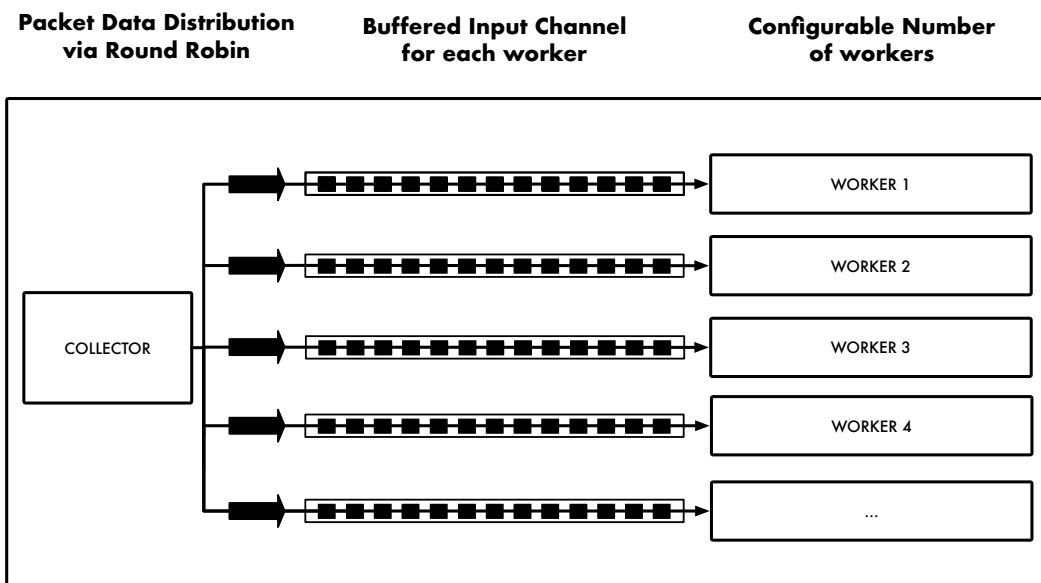 Packet Data Distribution
via Round Robin
Buffered Input Channel
for each worker
Configurable Number
of workers
COLLECTOR
WORKER 1
WORKER 2
WORKER 3
WORKER 4
...